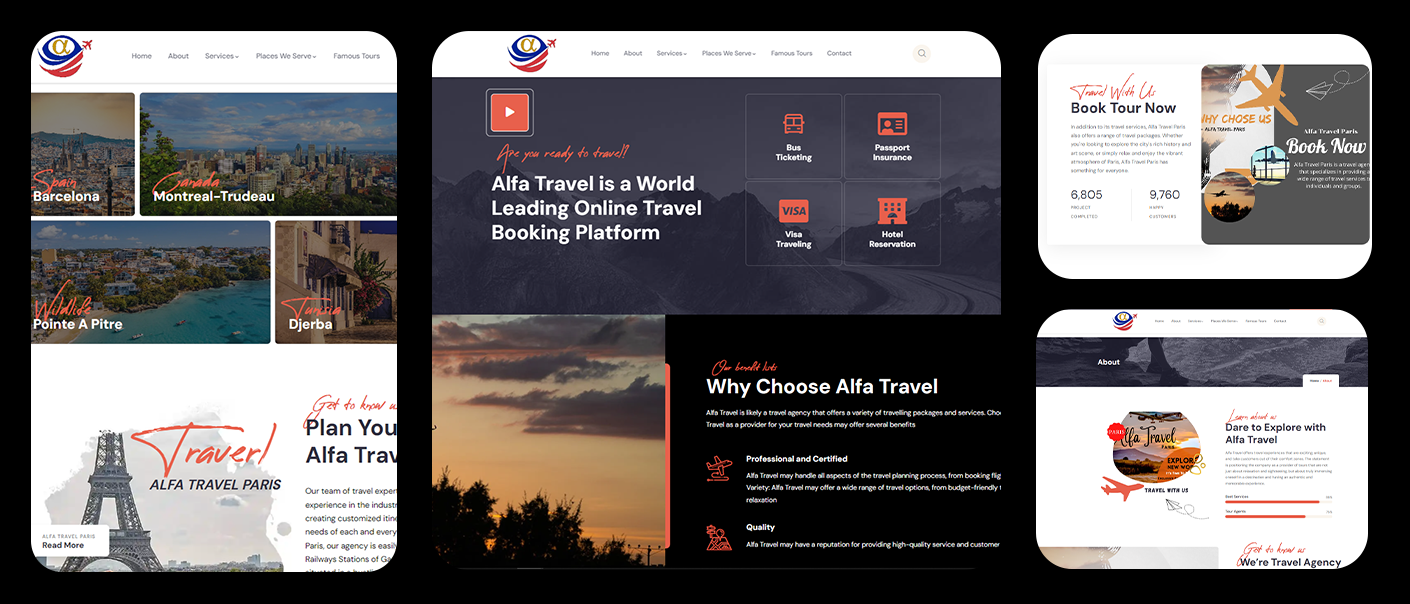 α
Home About Services Places We Serve Famous Tours
Spain
Barcelona
Canada
Montreal-Trudeau
Wildlife
Pointe A Pitre
Tunisia
Djerba
Traverl
ALFA TRAVEL PARIS
ALFA TRAVEL PARIS
Read More
Get to know u
Plan You
Alfa Trav
Our team of travel exper
experience in the industr
creating customized itine
needs of each and every
Paris, our agency is easil
Railways Stations of Ga
α
Home About Services Places We Serve Famous Tours Contact
Are you ready to travel?
Alfa Travel is a World
Leading Online Travel
Booking Platform
Bus
Ticketing
Passport
Insurance
VISA
Visa
Traveling
Hotel
Reservation
Our benefit lists
Why Choose Alfa Travel
Alfa Travel is likely a travel agency that offers a variety of travelling packages and services. Choo
Travel as a provider for your travel needs may offer several benefits
Professional and Certified
Alfa Travel may handle all aspects of the travel planning process, from booking flig
Variety: Alfa Travel may offer a wide range of travel options, from budget-friendly t
relaxation
Quality
Alfa Travel may have a reputation for providing high-quality service and customer
Travel With Us
Book Tour Now
In addition to its travel services, Alfa Travel Paris
also offers a range of travel packages. Whether
you're looking to explore the city's rich history and
art scene, or simply relax and enjoy the vibrant
atmosphere of Paris, Alfa Travel Paris has
something for everyone.
6,805
PROJECT
COMPLETED
9,760
HAPPY
CUSTOMERS
WHY CHOSE US
ALFA TRAVEL PARIS
Alfa Travel Paris
Book Now
Alfa Travel Paris is a travel agen
that specializes in providing a
wide range of travel services to
individuals and groups.
α
Home About Services Places We Serve Famous Tours Contact
About
Home About
PARIS
Alfa Travel
PARIS
EXPLORE
NEW WO
TRAVEL WITH US
Learn about us
Dare to Explore with
Alfa Travel
Best Services
Tour Agents
Get to know us
We're Travel Agency